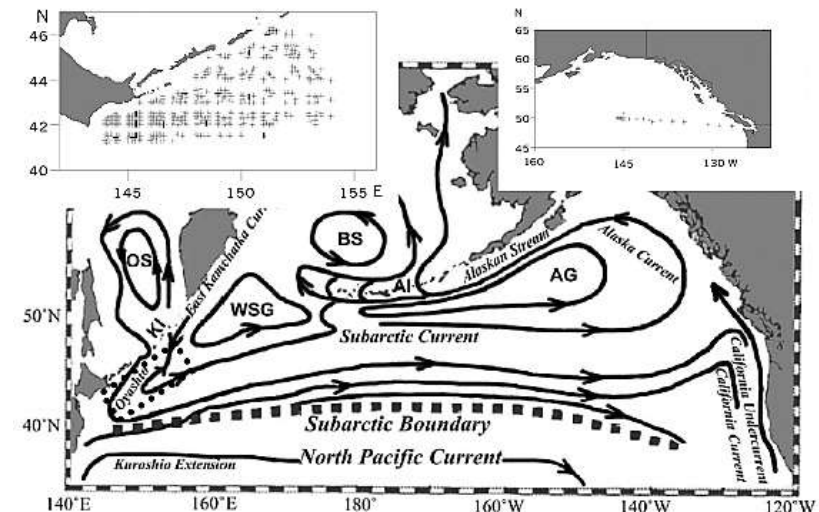 N
46
44
42
40
145
150
155 E
N
65
60
55
50
45
160
145
130 W
OS
East Kamchatka Cur
BS
AI
Alaskan Stream
AG
Alaska Current
50°N
KI
WSG
Subarctic Current
Oyashio
California Undercurrent
California Current
40°N
Subarctic Boundary
Kuroshio Extension
North Pacific Current
140°E
160°E
180°
160°W
140°W
120°W